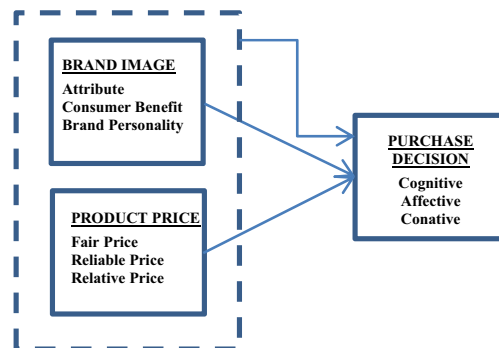 BRAND IMAGE
Attribute
Consumer Benefit
Brand Personality
PRODUCT PRICE
Fair Price
Reliable Price
Relative Price
PURCHASE
DECISION
Cognitive
Affective
Conative